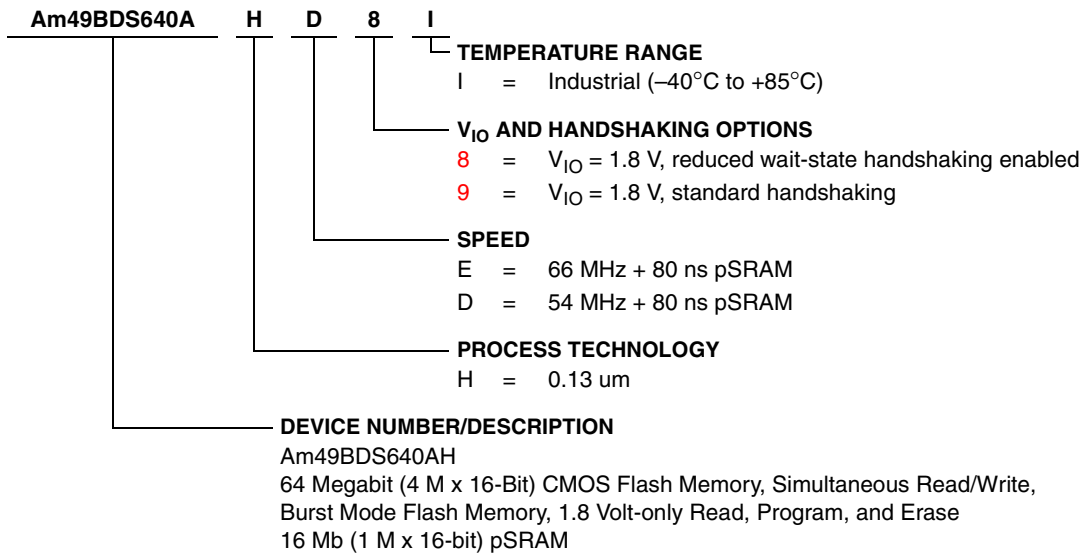 Am49BDS640A H D 8 I
TEMPERATURE RANGE
I = Industrial (–40°C to +85°C)
VIO AND HANDSHAKING OPTIONS
8 = VIO = 1.8 V, reduced wait-state handshaking enabled
9 = VIO = 1.8 V, standard handshaking
SPEED
E = 66 MHz + 80 ns pSRAM
D = 54 MHz + 80 ns pSRAM
PROCESS TECHNOLOGY
H = 0.13 um
DEVICE NUMBER/DESCRIPTION
Am49BDS640AH
64 Megabit (4 M x 16-Bit) CMOS Flash Memory, Simultaneous Read/Write,
Burst Mode Flash Memory, 1.8 Volt-only Read, Program, and Erase
16 Mb (1 M x 16-bit) pSRAM